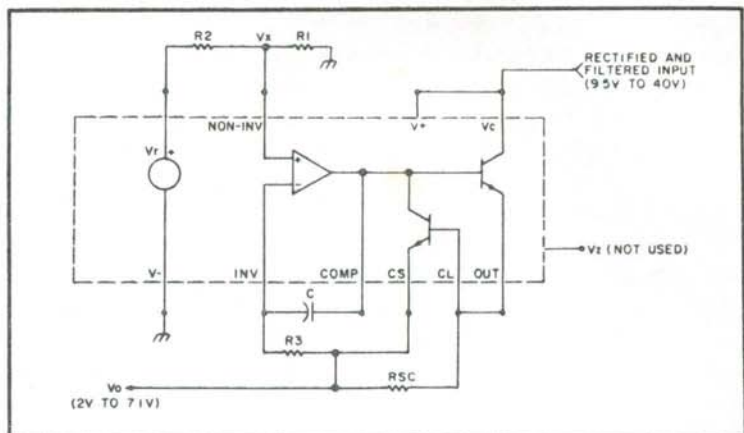 R2
Vx
R1
RECTIFIED AND
FILTERED INPUT
(9.5V TO 40V)
NON-INV
V+
Vc
Vr
+
+
-
Vz (NOT USED)
V-
INV
COMP
CS
CL
OUT
C
R3
RSC
Vo
(2V TO 7.1V)